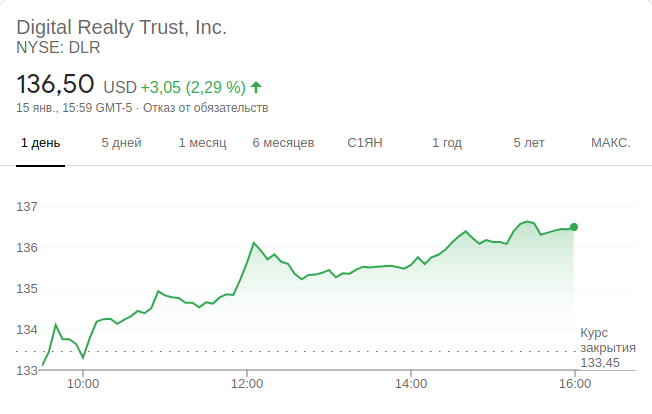 Digital Realty Trust, Inc.
NYSE: DLR
136,50 USD +3,05 (2,29 %)
15 янв., 15:59 GMT-5 · Отказ от обязательств
1 день 5 дней 1 месяц 6 месяцев С1ЯН 1 год 5 лет МАКС.
137
136
135
134
133
Курс
закрытия
133,45
10:00 12:00 14:00 16:00